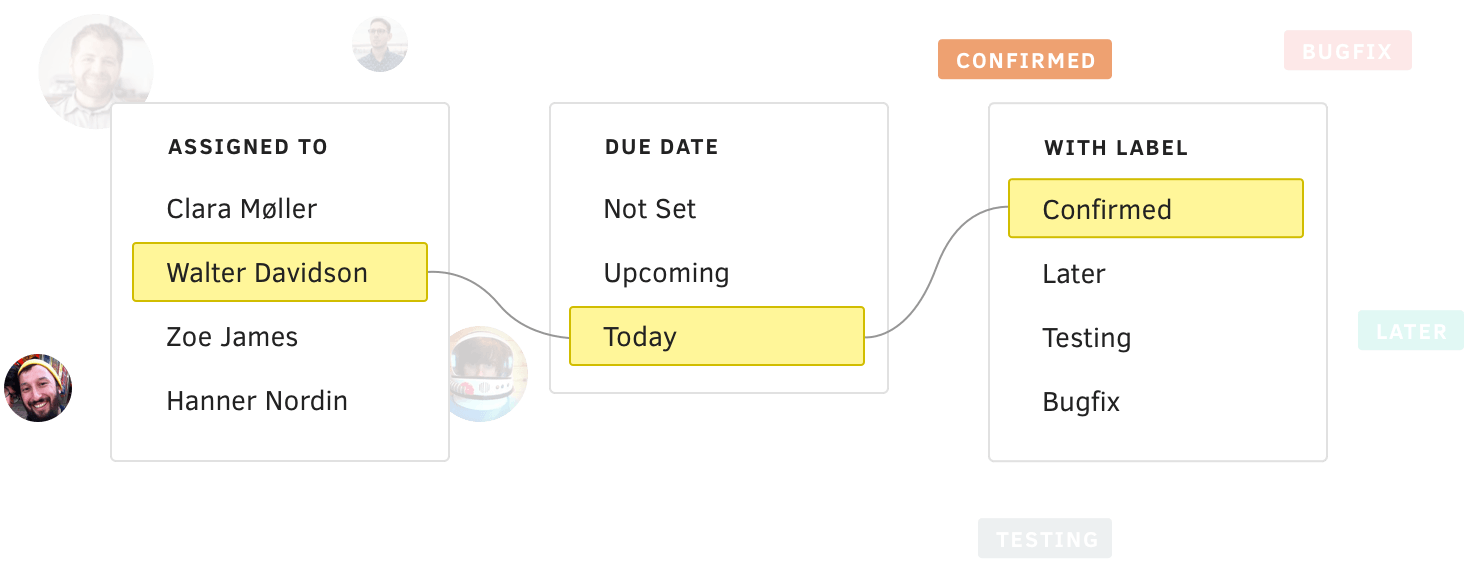 CONFIRMED
BUGFIX
ASSIGNED TO
Clara Møller
Walter Davidson
Zoe James
Hanner Nordin
DUE DATE
Not Set
Upcoming
Today
WITH LABEL
Confirmed
Later
Testing
Bugfix
LATER
TESTING